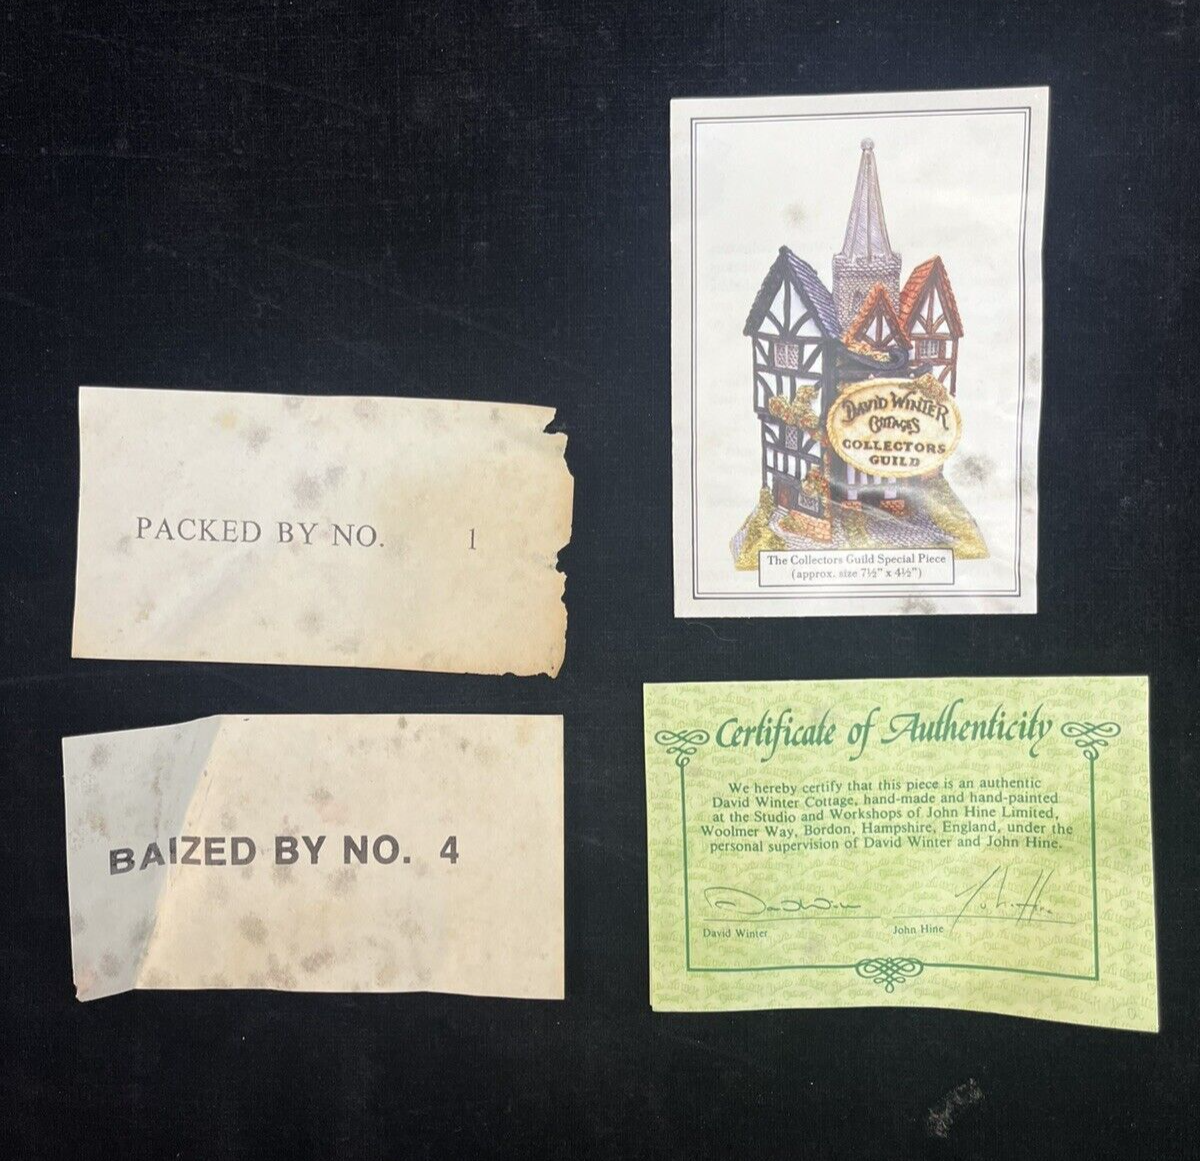 DAVID WINTER
COTTAGES
COLLECTORS
GUILD
The Collectors Guild Special Piece
(approx. size 7½" x 4½")
PACKED BY NO. 1
BAIZED BY NO. 4
Certificate of Authenticity
We hereby certify that this piece is an authentic
David Winter Cottage, hand-made and hand-painted
at the Studio and Workshops of John Hine Limited,
Woolmer Way, Bordon, Hampshire, England, under the
personal supervision of David Winter and John Hine.
David Winter
John Hine